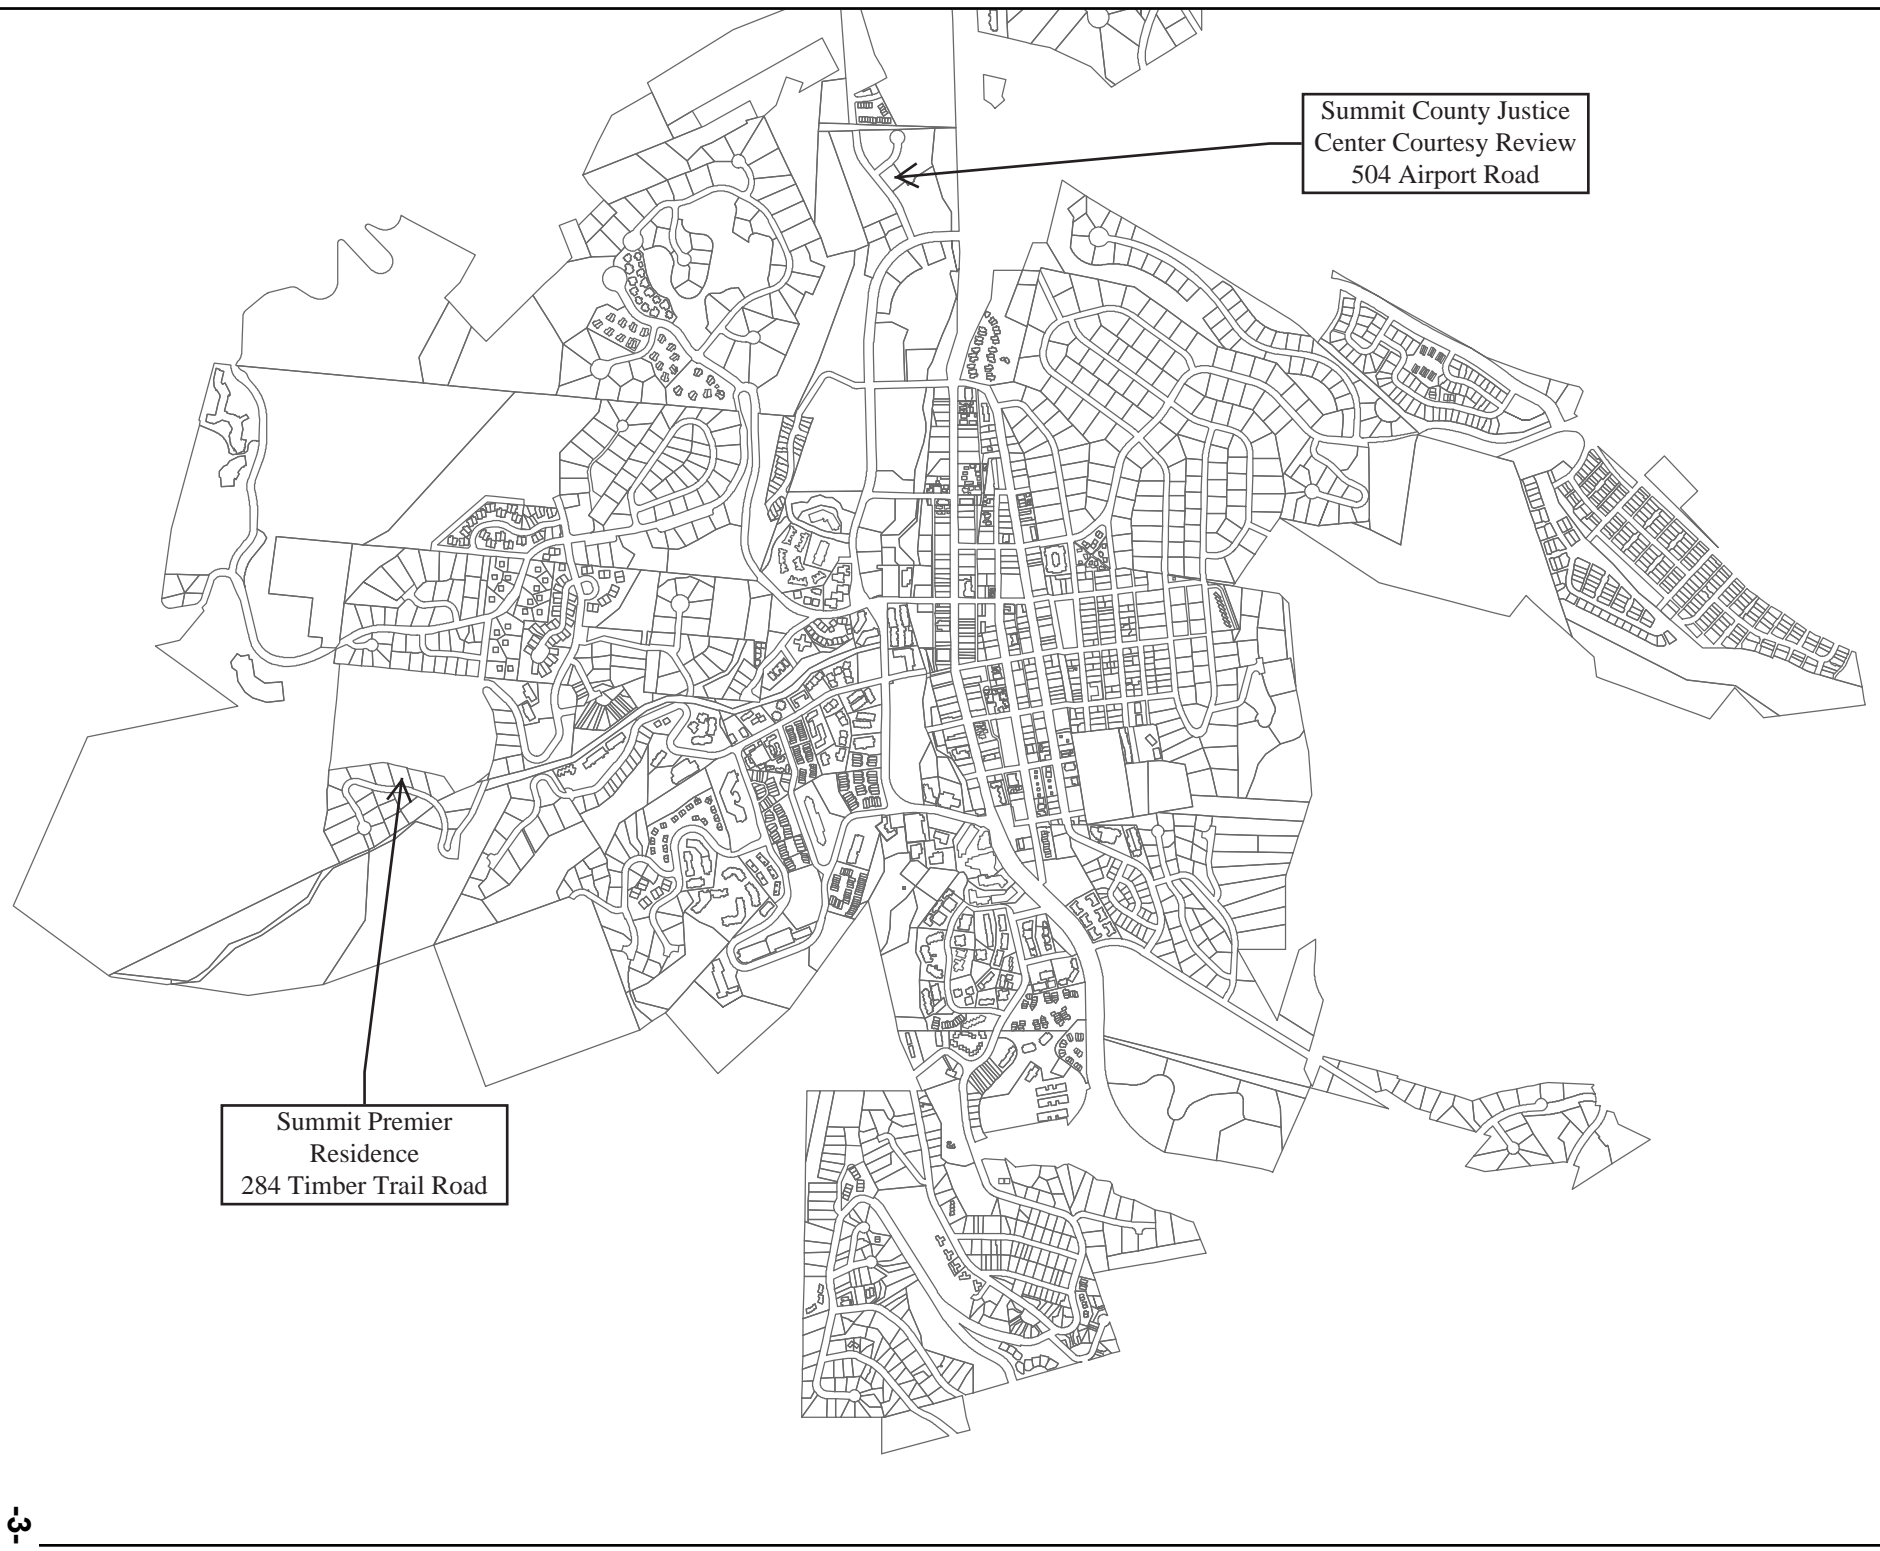 Summit County Justice
Center Courtesy Review
504 Airport Road
Summit Premier
Residence
284 Timber Trail Road
-3-